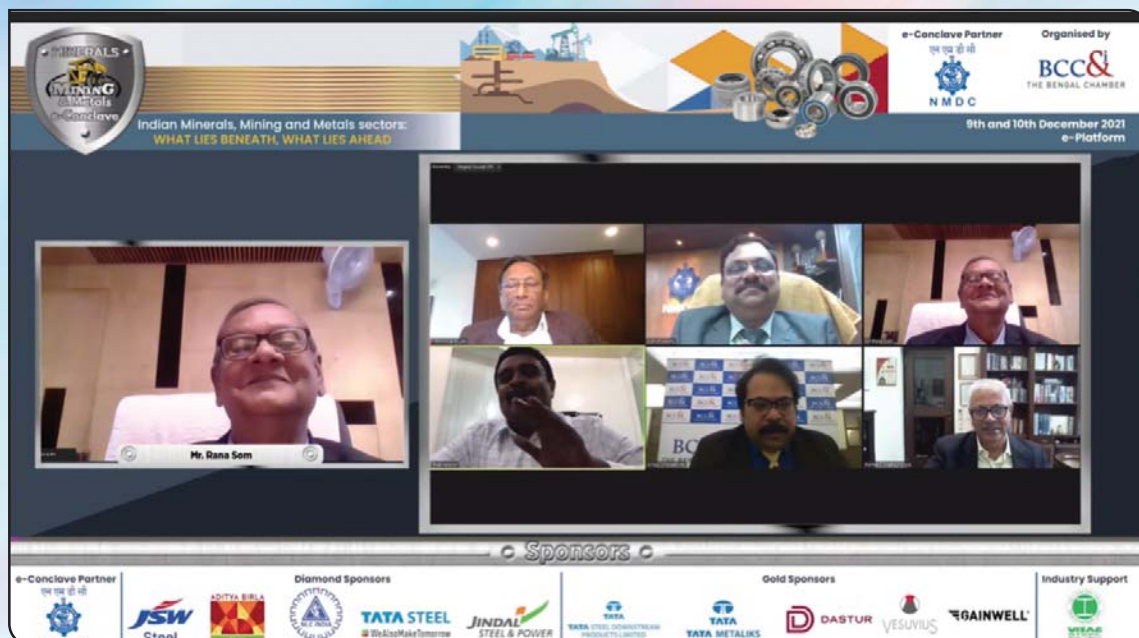 MINERALS
MINING
& Metals
e-Conclave
Indian Minerals, Mining and Metals sectors:
WHAT LIES BENEATH, WHAT LIES AHEAD
e-Conclave Partner
एन एम डी सी
NMDC
Organised by
BCC&i
THE BENGAL CHAMBER
9th and 10th December 2021
e-Platform
Mr. Rana Som
BCC&i
Sponsors
e-Conclave Partner
एन एम डी सी
Diamond Sponsors
JSW
Steel
ADITYA BIRLA
TATA STEEL
#WeAlsoMakeTomorrow
JINDAL
STEEL & POWER
Gold Sponsors
TATA
TATA STEEL DOWNSTREAM
PRODUCTS LIMITED
TATA
TATA METALIKS
DASTUR
VESUVIUS
GAINWELL
Industry Support